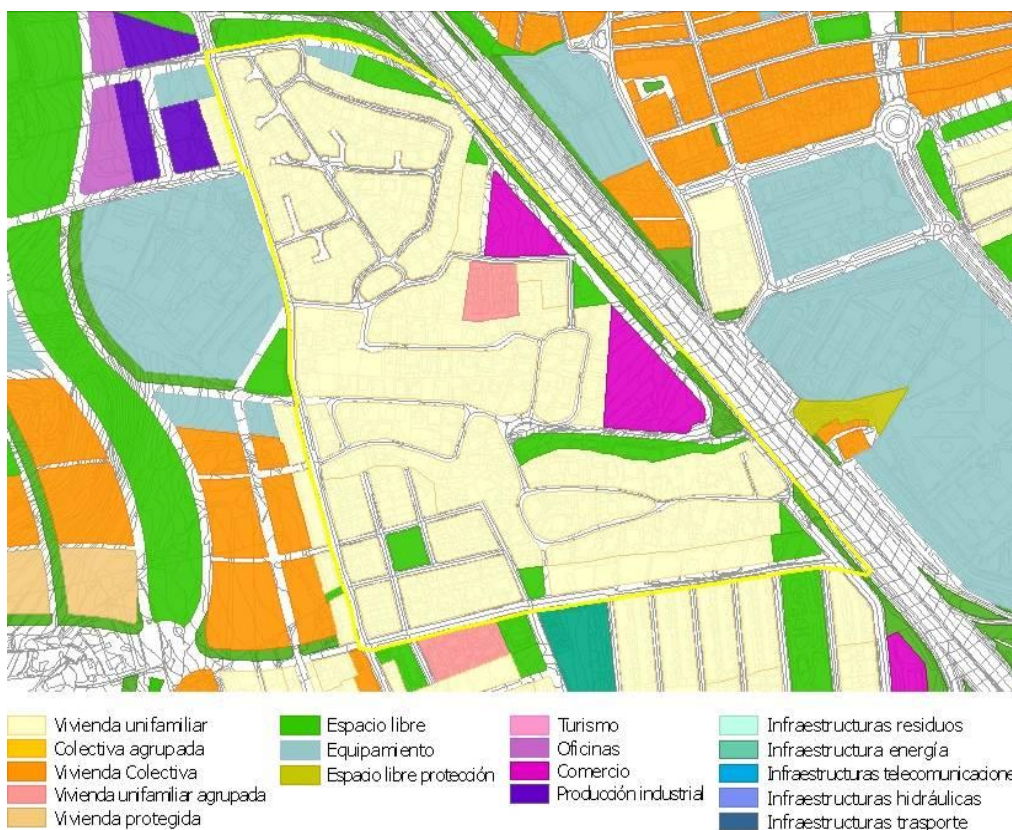 Vivienda unifamiliar
Colectiva agrupada
Vivienda Colectiva
Vivienda unifamiliar agrupada
Vivienda protegida
Espacio libre
Equipamiento
Espacio libre protección
Turismo
Oficinas
Comercio
Producción industrial
Infraestructuras residuos
Infraestructura energía
Infraestructuras telecomunicacione
Infraestructuras hidráulicas
Infraestructuras trasporte